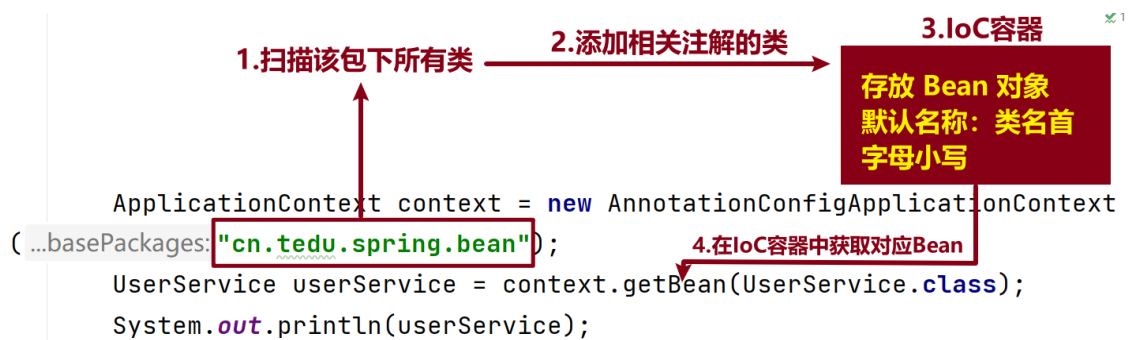 1.扫描该包下所有类
2.添加相关注解的类
3.IoC容器
1
存放 Bean 对象
默认名称：类名首
字母小写
ApplicationContext context = new AnnotationConfigApplicationContext
( ...basePackages: "cn.tedu.spring.bean");
4.在IoC容器中获取对应Bean
UserService userService = context.getBean(UserService.class);
System.out.println(userService);